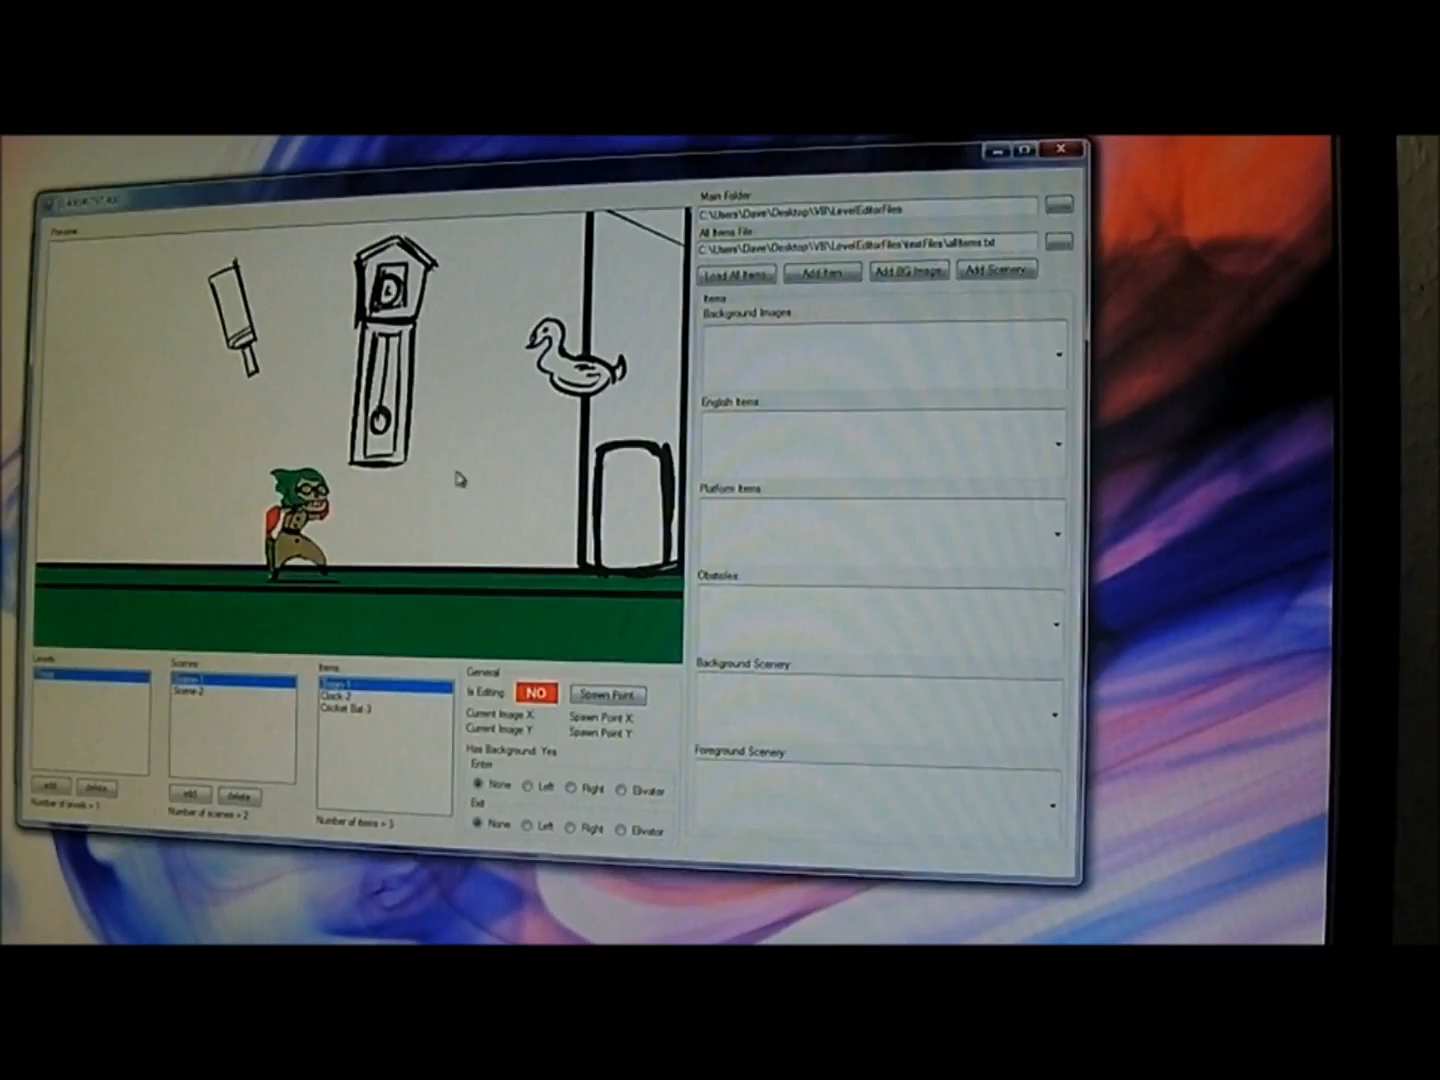 Preview
Main Folder
C:\Users\Dave\Desktop\VB\LevelEditorFiles
All Items File
C:\Users\Dave\Desktop\VB\LevelEditorFiles\textFiles\allItems.txt
Load All Items
Add Item
Add BG Image
Add Scenery
Items
Background Images
English Items
Platform Items
Obstacles
Background Scenery
Foreground Scenery
Levels
add
delete
Number of levels = 1
Scenes
Scene-1
Scene-2
add
delete
Number of scenes = 2
Items
Clock-2
Cricket Bat-3
Number of items = 3
General
Is Editing
NO
Spawn Point
Current Image X:
Spawn Point X:
Current Image Y:
Spawn Point Y:
Has Background: Yes
Enter
None
Left
Right
Elivator
Exit
None
Left
Right
Elivator